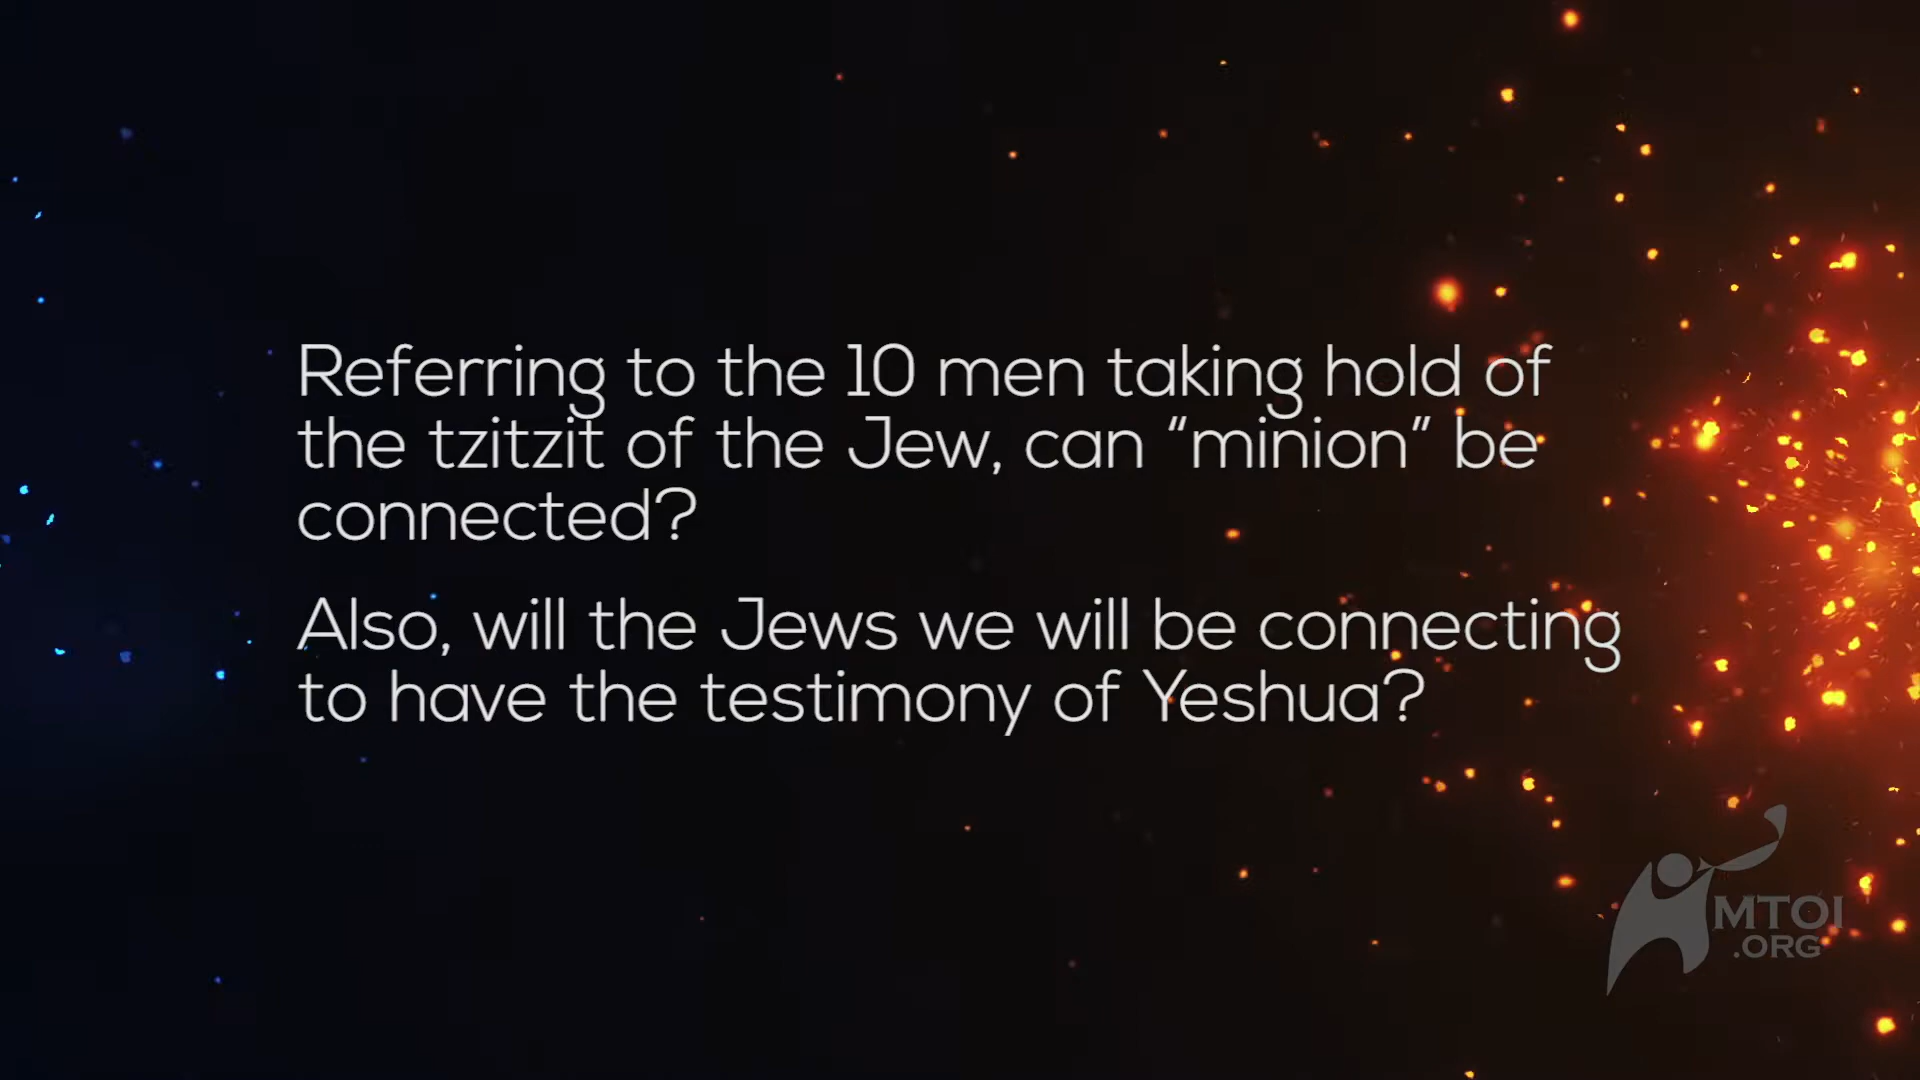 Referring to the 10 men taking hold of
the tzitzit of the Jew, can “minion” be
connected?
Also, will the Jews we will be connecting
to have the testimony of Yeshua?
MTOI
.ORG